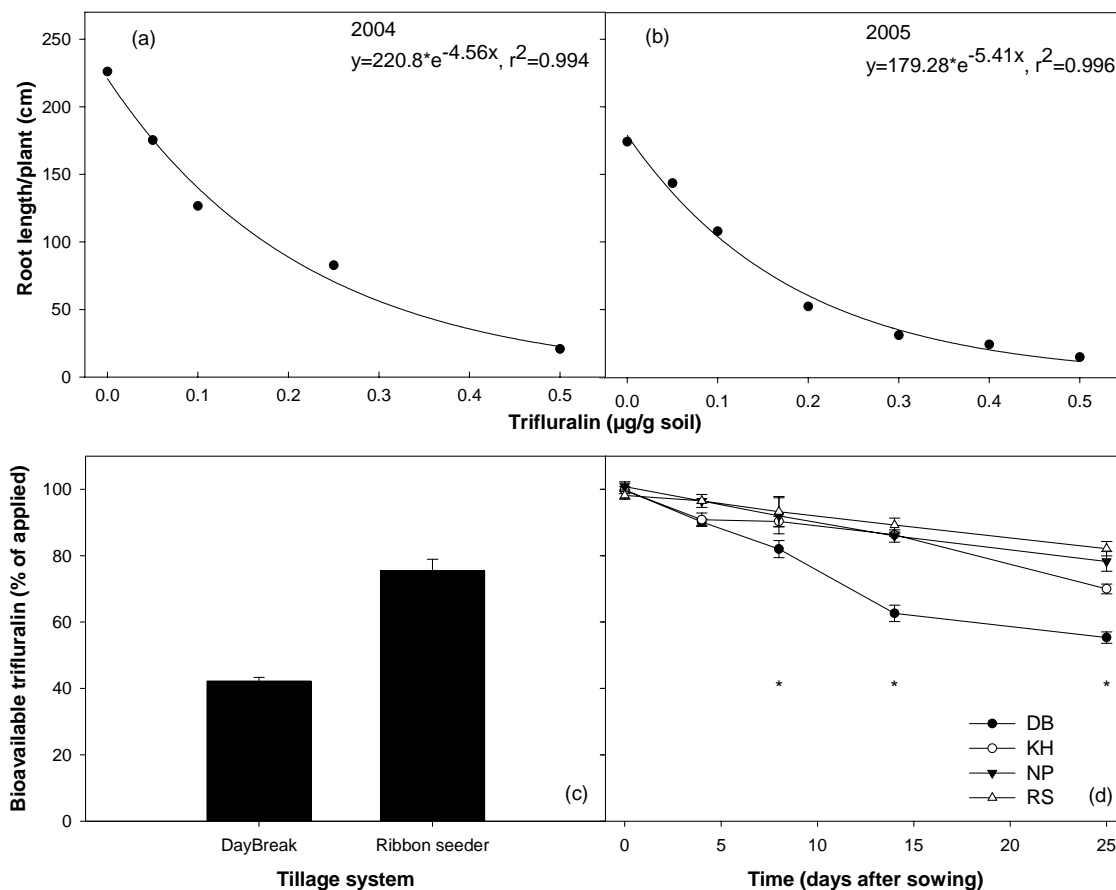 (a)
2004
y=220.8*e^-4.56x, r²=0.994
(b)
2005
y=179.28*e^-5.41x, r²=0.996
Root length/plant (cm)
250
200
150
100
50
0
0.0 0.1 0.2 0.3 0.4 0.5
0.0 0.1 0.2 0.3 0.4 0.5
Trifluralin (µg/g soil)
Bioavailable trifluralin (% of applied)
100
80
60
40
20
0
(c)
DayBreak Ribbon seeder
Tillage system
* * *
DB
KH
NP
RS
(d)
0 5 10 15 20 25
Time (days after sowing)